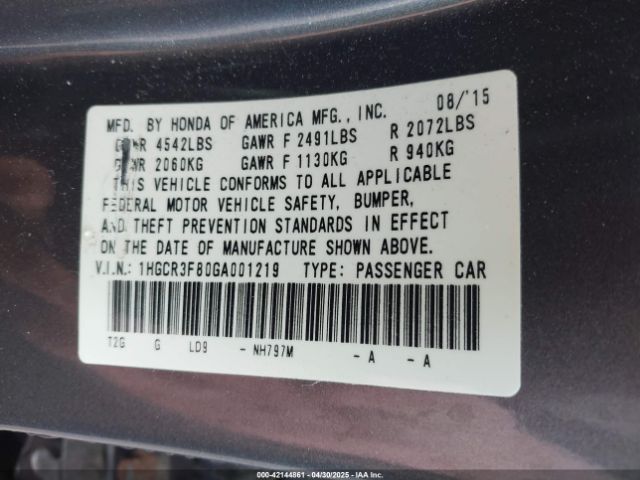 MFD. BY HONDA OF AMERICA MFG., INC. 08/'15
GVWR 4542LBS GAWR F 2491LBS R 2072LBS
GVWR 2060KG GAWR F 1130KG R 940KG
THIS VEHICLE CONFORMS TO ALL APPLICABLE
FEDERAL MOTOR VEHICLE SAFETY, BUMPER,
AND THEFT PREVENTION STANDARDS IN EFFECT
ON THE DATE OF MANUFACTURE SHOWN ABOVE.
V.I.N.: 1HGCR3F80GA001219 TYPE: PASSENGER CAR
T2G G LD9 - NH797M - A - A
000-42144861 - 04/30/2025 - IAA Inc.